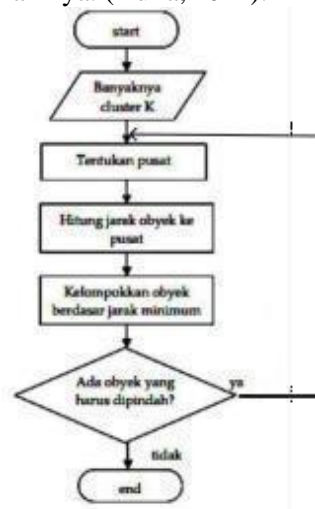 start
Banyaknya
cluster K
Tentukan pusat
Hitung jarak obyek ke
pusat
Kelompokkan obyek
berdasar jarak minimum
Ada obyek yang
harus dipindah?
ya
tidak
end